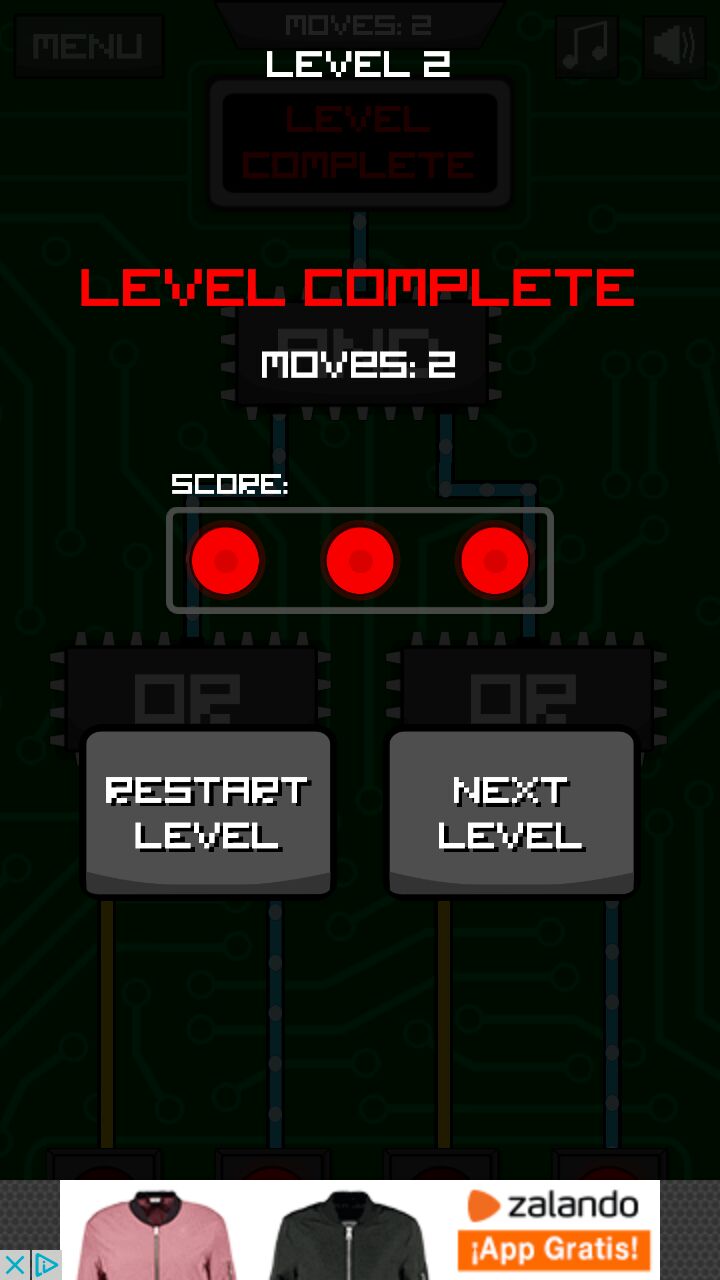 MOVES: 2
MENU
LEVEL 2
LEVEL
COMPLETE
LEVEL COMPLETE
AND
MOVES: 2
SCORE:
OR OR
RESTART
LEVEL
NEXT
LEVEL
zalando
¡App Gratis!